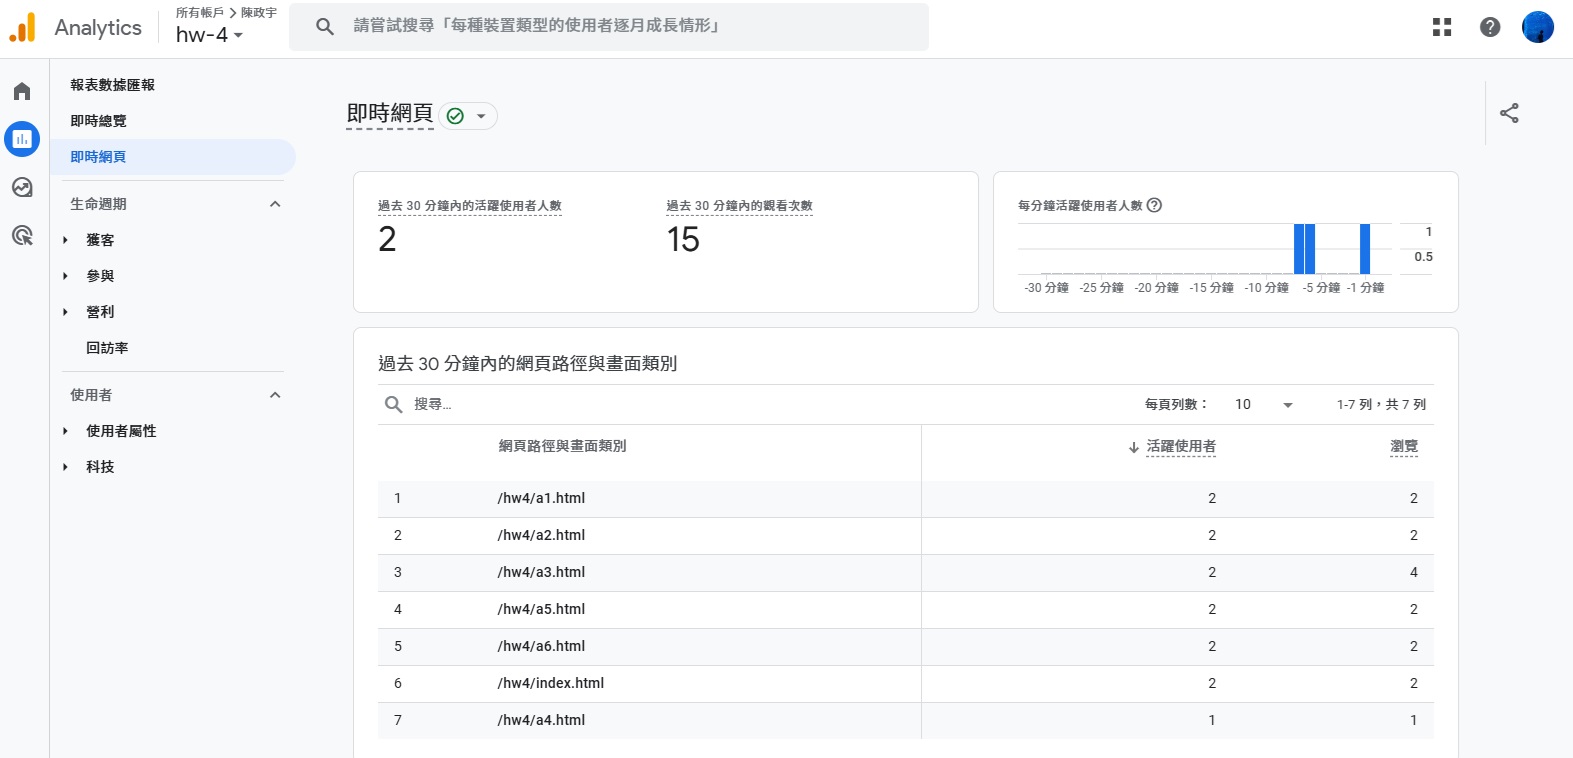 Analytics
所有帳戶 > 陳政宇
hw-4
請嘗試搜尋「每種裝置類型的使用者逐月成長情形」
報表數據匯報
即時總覽
即時網頁
生命週期
獲客
參與
營利
回訪率
使用者
使用者屬性
科技
即時網頁
過去 30 分鐘內的活躍使用者人數
2
過去 30 分鐘內的觀看次數
15
每分鐘活躍使用者人數
1
0.5
-30 分鐘 -25 分鐘 -20 分鐘 -15 分鐘 -10 分鐘 -5 分鐘 -1 分鐘
過去 30 分鐘內的網頁路徑與畫面類別
搜尋...
每頁列數： 10 1-7 列，共 7 列
網頁路徑與畫面類別 活躍使用者 瀏覽
1 /hw4/a1.html 2 2
2 /hw4/a2.html 2 2
3 /hw4/a3.html 2 4
4 /hw4/a5.html 2 2
5 /hw4/a6.html 2 2
6 /hw4/index.html 2 2
7 /hw4/a4.html 1 1